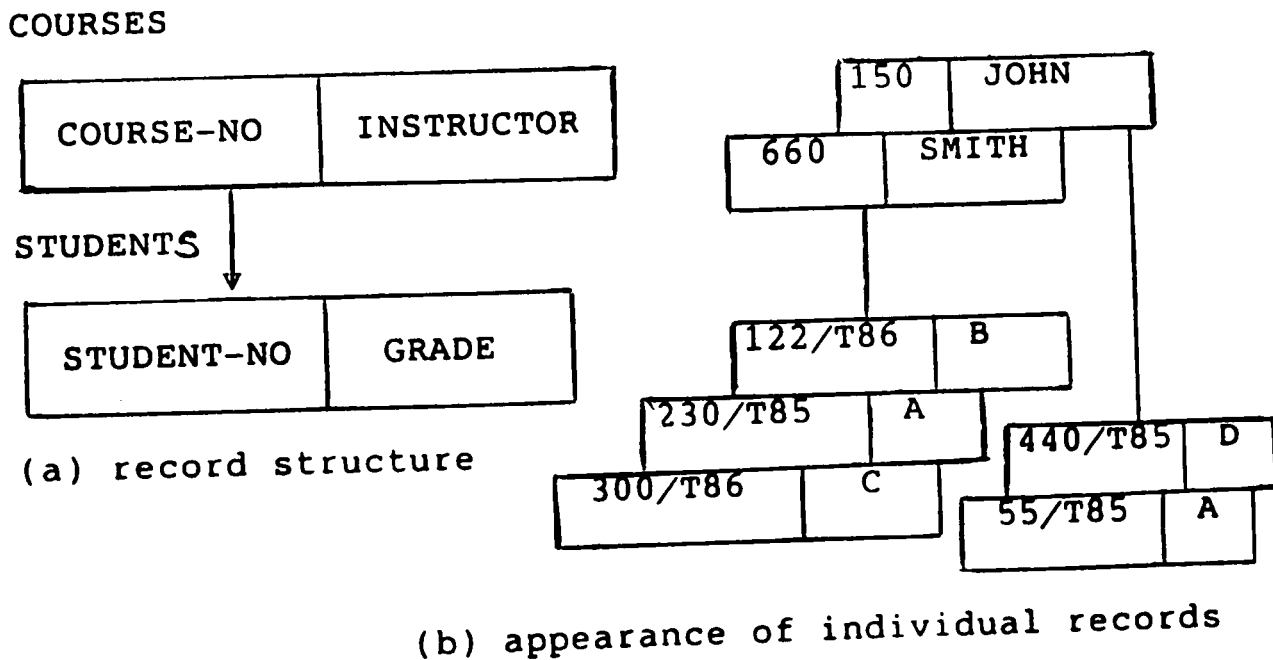 COURSES
COURSE-NO INSTRUCTOR
STUDENTS
STUDENT-NO GRADE
(a) record structure
150 JOHN
660 SMITH
122/T86 B
230/T85 A
300/T86 C
440/T85 D
55/T85 A
(b) appearance of individual records